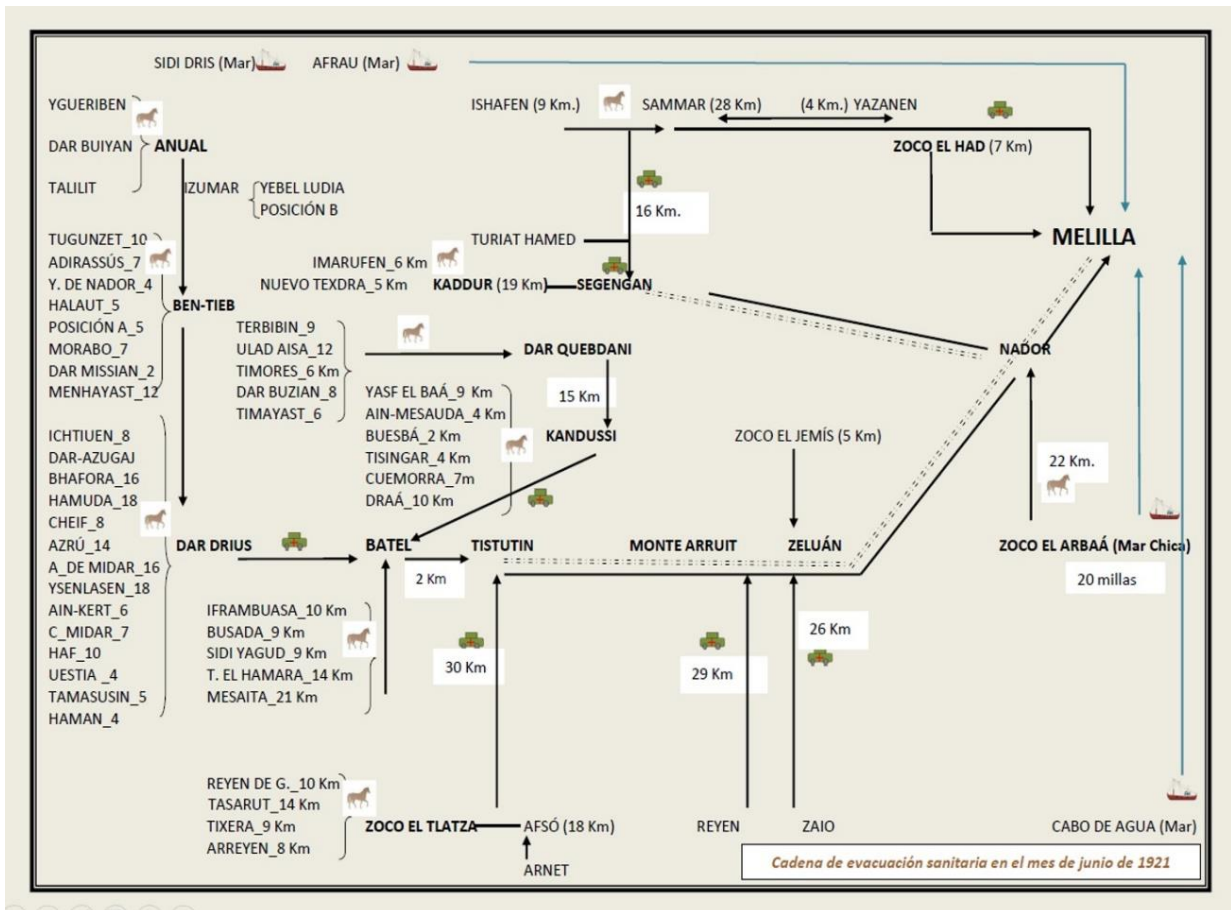 SIDI DRIS (Mar)
AFRAU (Mar)
YGUERIBEN
DAR BUIYAN
TALILIT
ANUAL
IZUMAR
YEBEL LUDIA
POSICIÓN B
ISHAFEN (9 Km.)
SAMMAR (28 Km)
(4 Km.) YAZANEN
ZOCO EL HAD (7 Km)
16 Km.
MELILLA
TURIAT HAMED
IMARUFEN_6 Km
NUEVO TEXDRA_5 Km
KADDUR (19 Km)
SEGENGAN
TUGUNZET_10
ADIRASSÚS_7
Y. DE NADOR_4
HALAUT_5
POSICIÓN A_5
MORABO_7
DAR MISSIAN_2
MENHAYAST_12
BEN-TIEB
TERBIBIN_9
ULAD AISA_12
TIMORES_6 Km
DAR BUZIAN_8
TIMAYAST_6
DAR QUEBDANI
15 Km
NADOR
YASF EL BAÁ_9 Km
AIN-MESAUDA_4 Km
BUESBÁ_2 Km
TISINGAR_4 Km
CUEMORRA_7m
DRAÁ_10 Km
KANDUSSI
ZOCO EL JEMÍS (5 Km)
22 Km.
ICHTIUEN_8
DAR-AZUGAJ
BHAFORA_16
HAMUDA_18
CHEIF_8
AZRÚ_14
A_DE MIDAR_16
YSENLASEN_18
AIN-KERT_6
C_MIDAR_7
HAF_10
UESTIA _4
TAMASUSIN_5
HAMAN_4
DAR DRIUS
BATEL
TISTUTIN
MONTE ARRUIT
ZELUÁN
ZOCO EL ARBAÁ (Mar Chica)
2 Km
20 millas
IFRAMBUASA_10 Km
BUSADA_9 Km
SIDI YAGUD_9 Km
T. EL HAMARA_14 Km
MESAITA_21 Km
30 Km
29 Km
26 Km
REYEN DE G._10 Km
TASARUT_14 Km
TIXERA_9 Km
ARREYEN_8 Km
ZOCO EL TLATZA
AFSÓ (18 Km)
ARNET
REYEN
ZAIO
CABO DE AGUA (Mar)
Cadena de evacuación sanitaria en el mes de junio de 1921